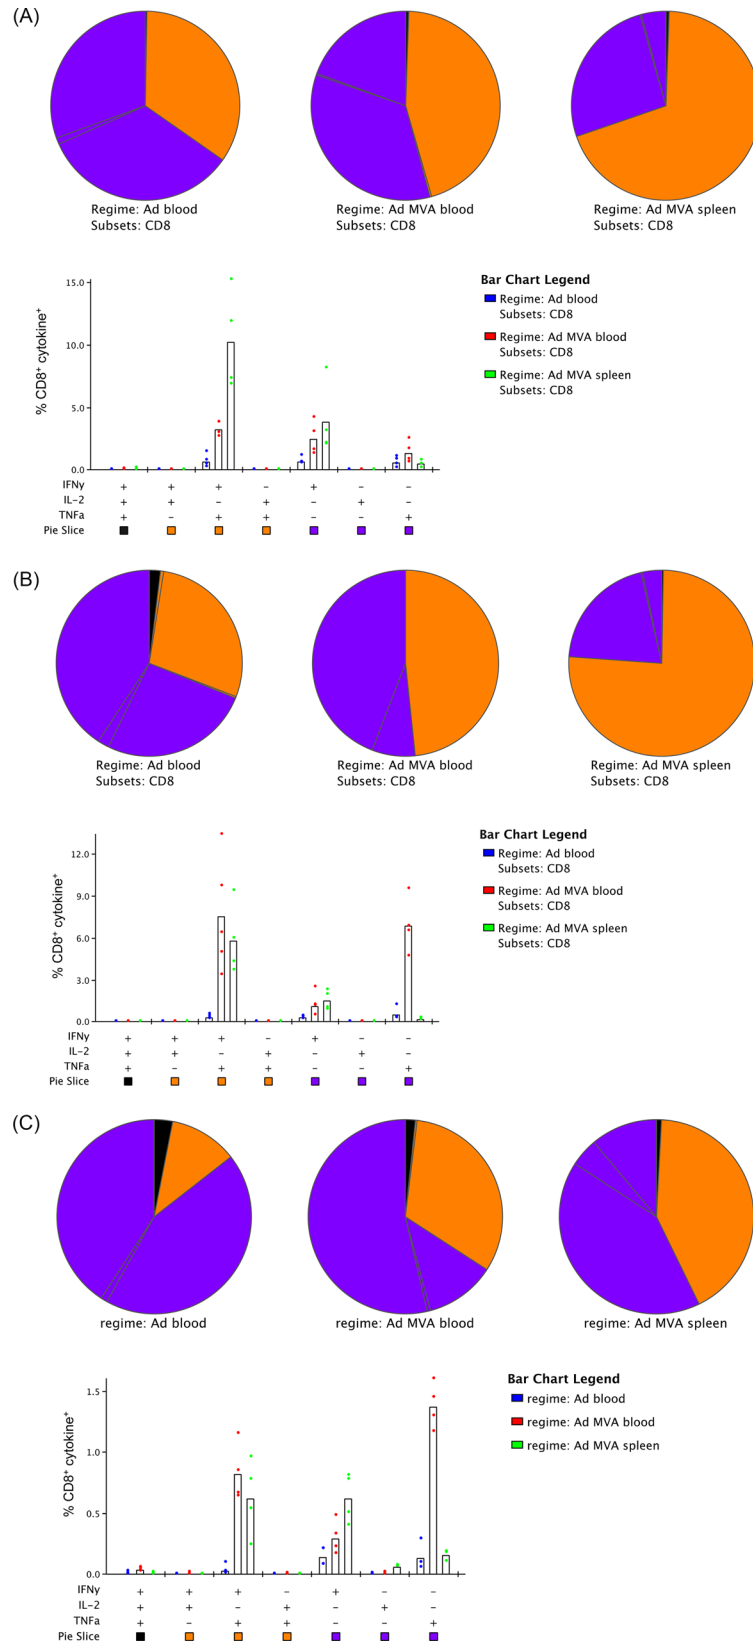 (A)
Regime: Ad blood
Subsets: CD8
Regime: Ad MVA blood
Subsets: CD8
Regime: Ad MVA spleen
Subsets: CD8
% CD8+ cytokine+
15.0
10.0
5.0
0.0
Bar Chart Legend
Regime: Ad blood
Subsets: CD8
Regime: Ad MVA blood
Subsets: CD8
Regime: Ad MVA spleen
Subsets: CD8
IFNy + + + - + - -
IL-2 + + - + - + -
TNFa + - + + - - +
Pie Slice
(B)
Regime: Ad blood
Subsets: CD8
Regime: Ad MVA blood
Subsets: CD8
Regime: Ad MVA spleen
Subsets: CD8
% CD8+ cytokine+
12.0
9.0
6.0
3.0
0.0
Bar Chart Legend
Regime: Ad blood
Subsets: CD8
Regime: Ad MVA blood
Subsets: CD8
Regime: Ad MVA spleen
Subsets: CD8
IFNy + + + - + - -
IL-2 + + - + - + -
TNFa + - + + - - +
Pie Slice
(C)
regime: Ad blood
regime: Ad MVA blood
regime: Ad MVA spleen
% CD8+ cytokine+
1.5
1.0
0.5
0.0
Bar Chart Legend
regime: Ad blood
regime: Ad MVA blood
regime: Ad MVA spleen
IFNy + + + - + - -
IL-2 + + - + - + -
TNFa + - + + - - +
Pie Slice